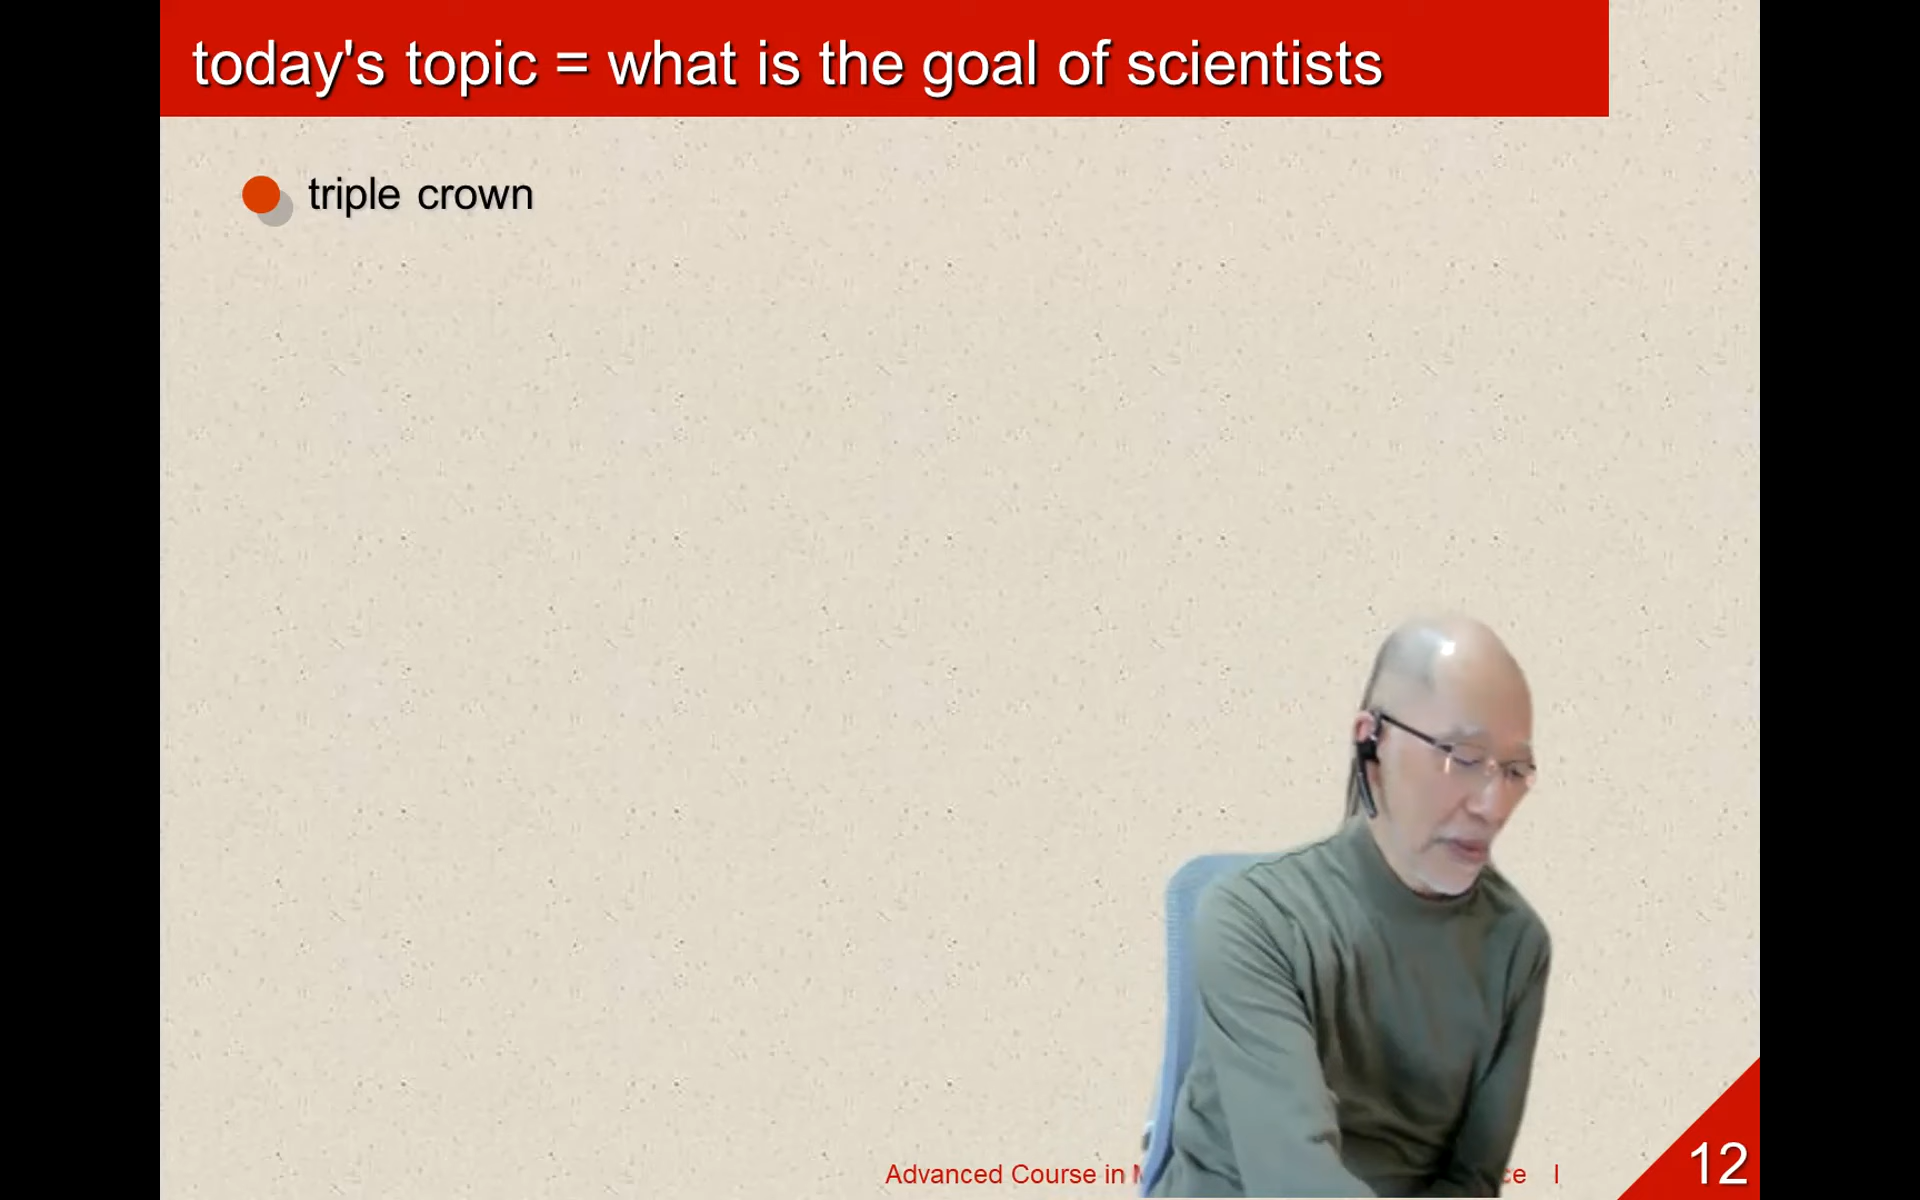 today's topic = what is the goal of scientists
triple crown
Advanced Course in
I
12